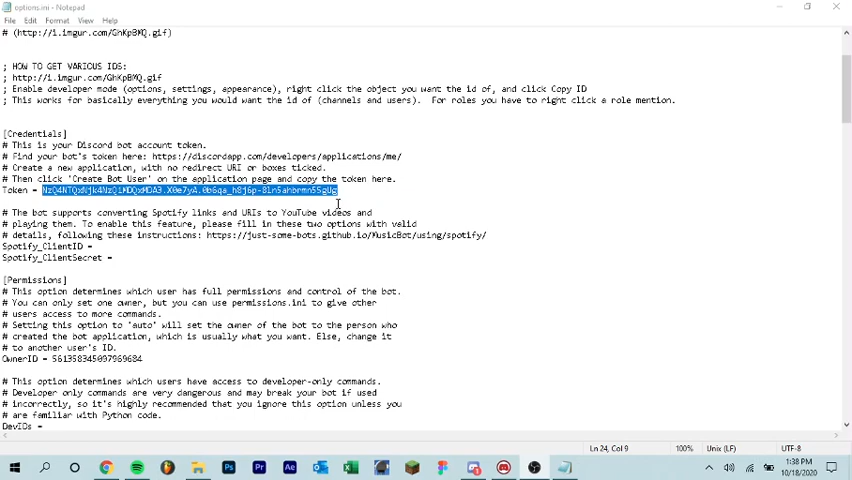 options.ini - Notepad
File Edit Format View Help
# (http://i.imgur.com/GhKpBMQ.gif)
; HOW TO GET VARIOUS IDS:
; http://i.imgur.com/GhKpBMQ.gif
; Enable developer mode (options, settings, appearance), right click the object you want the id of, and click Copy ID
; This works for basically everything you would want the id of (channels and users).  For roles you have to right click a role mention.
[Credentials]
# This is your Discord bot account token.
# Find your bot's token here: https://discordapp.com/developers/applications/me/
# Create a new application, with no redirect URI or boxes ticked.
# Then click 'Create Bot User' on the application page and copy the token here.
Token =
# The bot supports converting Spotify links and URIs to YouTube videos and
# playing them. To enable this feature, please fill in these two options with valid
# details, following these instructions: https://just-some-bots.github.io/MusicBot/using/spotify/
Spotify_ClientID =
Spotify_ClientSecret =
[Permissions]
# This option determines which user has full permissions and control of the bot.
# You can only set one owner, but you can use permissions.ini to give other
# users access to more commands.
# Setting this option to 'auto' will set the owner of the bot to the person who
# created the bot application, which is usually what you want. Else, change it
# to another user's ID.
OwnerID = 561358345097969684
# This option determines which users have access to developer-only commands.
# Developer only commands are very dangerous and may break your bot if used
# incorrectly, so it's highly recommended that you ignore this option unless you
# are familiar with Python code.
DevIDs =
Ln 24, Col 9 100% Unix (LF) UTF-8
Ps Pr Ae
1:38 PM
10/18/2020